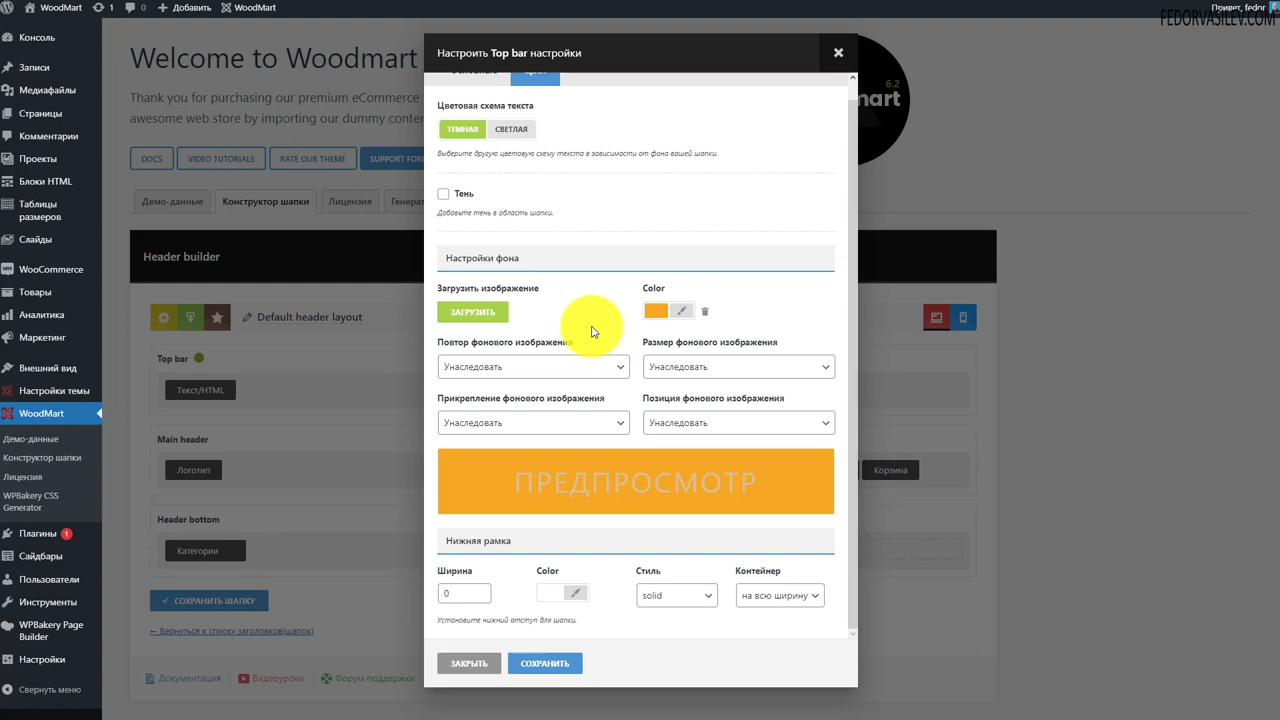 WoodMart
1
0
Добавить
WoodMart
Привет, fedor
FEDORVASILEV.COM
Консоль
Записи
Медиафайлы
Страницы
Комментарии
Проекты
Блоки HTML
Таблицы
размеров
Слайды
WooCommerce
Товары
Аналитика
Маркетинг
Внешний вид
Настройки темы
WoodMart
Демо-данные
Конструктор шапки
Лицензия
WPBakery CSS
Generator
Плагины 1
Сайдбары
Пользователи
Инструменты
WPBakery Page
Builder
Настройки
Свернуть меню
Welcome to Woodmart
Thank you for purchasing our premium eCommerce
awesome web store by importing our dummy conten
DOCS
VIDEO TUTORIALS
RATE OUR THEME
SUPPORT FOR
6.2
mart
Демо-данные
Конструктор шапки
Лицензия
Генерат
Header builder
Default header layout
Top bar
Текст/HTML
Main header
Логотип
Корзина
Header bottom
Категории
СОХРАНИТЬ ШАПКУ
← Вернуться к списку заголовков(шапок)
Документация
Видеоуроки
Форум поддержки
Настроить Top bar настройки
Цветовая схема текста
ТЕМНАЯ
СВЕТЛАЯ
Выберите другую цветовую схему текста в зависимости от фона вашей шапки.
Тень
Добавьте тень в область шапки.
Настройки фона
Загрузить изображение
Color
ЗАГРУЗИТЬ
Повтор фонового изображения
Размер фонового изображения
Унаследовать
Унаследовать
Прикрепление фонового изображения
Позиция фонового изображения
Унаследовать
Унаследовать
ПРЕДПРОСМОТР
Нижняя рамка
Ширина
Color
Стиль
Контейнер
0
solid
на всю ширину
Установите нижний отступ для шапки.
ЗАКРЫТЬ
СОХРАНИТЬ